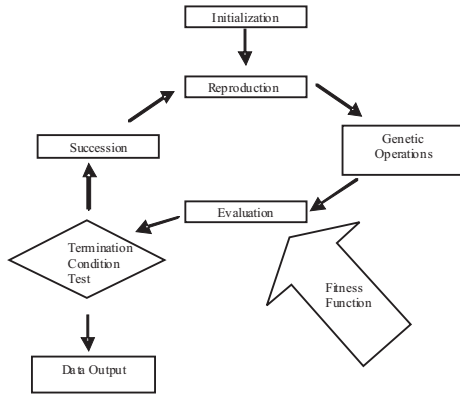 Initialization
Reproduction
Genetic
Operations
Succession
Evaluation
Termination
Condition
Test
Fitness
Function
Data Output